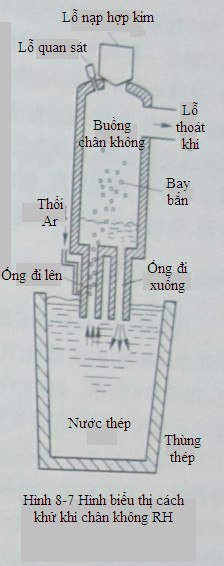 Lỗ nạp hợp kim
Lỗ quan sát
Buồng
chân không
Lỗ
thoát
khí
Bay
bắn
Thổi
Ar
Ống đi lên
Ống đi
xuống
Nước thép
Thùng
thép
Hình 8-7 Hình biểu thị cách
khử khí chân không RH